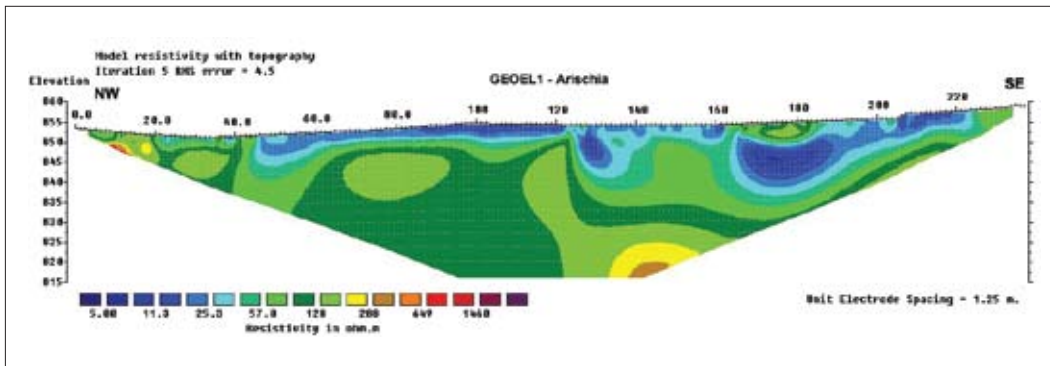 Model resistivity with topography
Iteration 5 RMS error = 4.5
Elevation
NW
GEOEL1 - Arischia
SE
0.0 20.0 40.0 60.0 100 120 140 160 180 200 220
860
855
850
845
840
835
830
825
820
815
5.00 11.3 25.3 57.0 128 288 649 1460
Resistivity in ohm.m
Unit Electrode Spacing = 1.25 m.